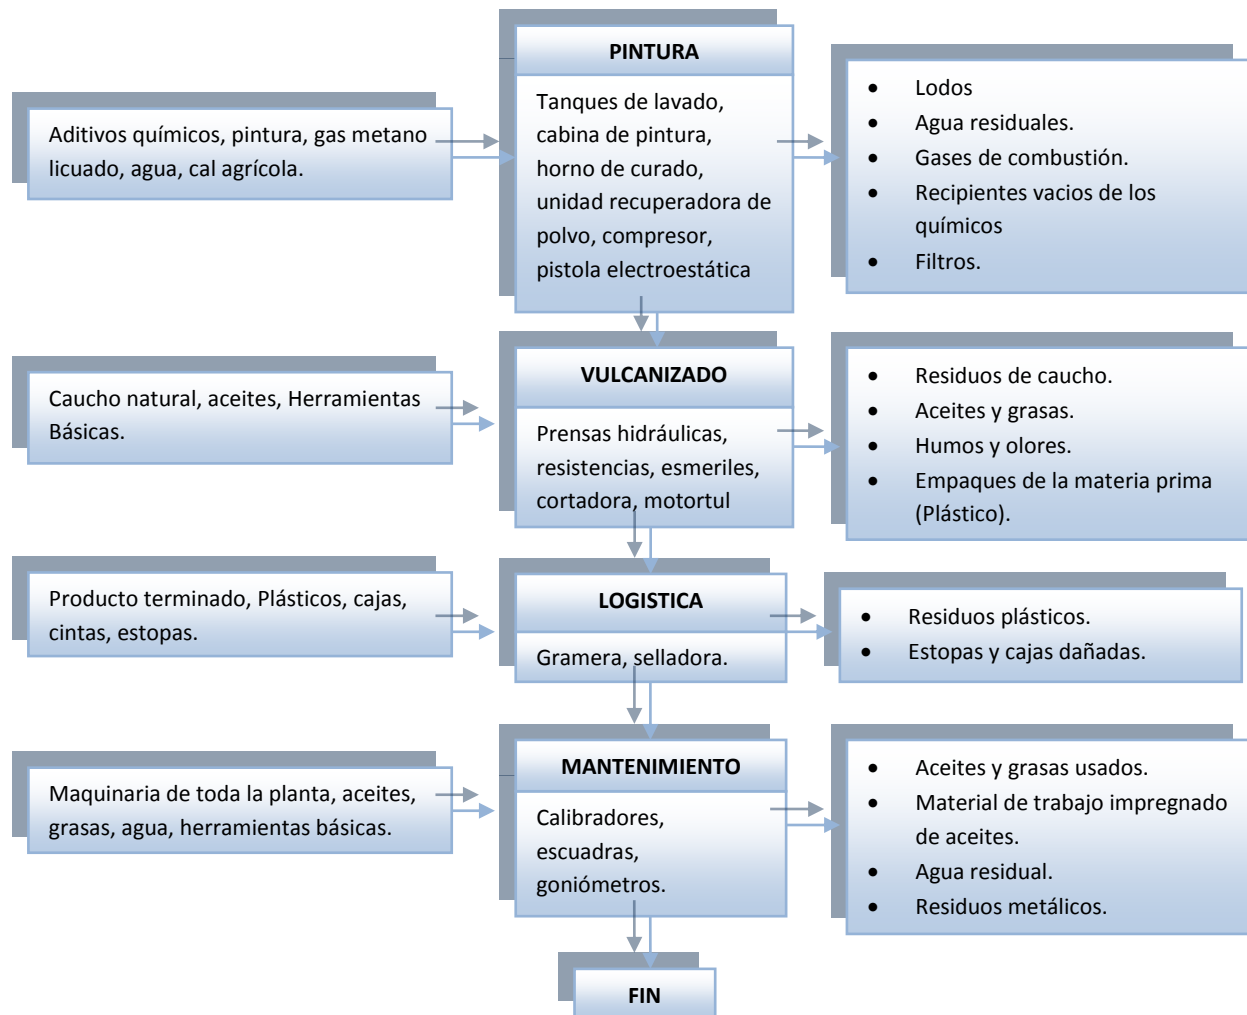 PINTURA
Aditivos químicos, pintura, gas metano
licuado, agua, cal agrícola.
Tanques de lavado,
cabina de pintura,
horno de curado,
unidad recuperadora de
polvo, compresor,
pistola electroestática
• Lodos
• Agua residuales.
• Gases de combustión.
• Recipientes vacios de los
químicos
• Filtros.
VULCANIZADO
Caucho natural, aceites, Herramientas
Básicas.
Prensas hidráulicas,
resistencias, esmeriles,
cortadora, motortul
• Residuos de caucho.
• Aceites y grasas.
• Humos y olores.
• Empaques de la materia prima
(Plástico).
LOGISTICA
Producto terminado, Plásticos, cajas,
cintas, estopas.
Gramera, selladora.
• Residuos plásticos.
• Estopas y cajas dañadas.
MANTENIMIENTO
Maquinaria de toda la planta, aceites,
grasas, agua, herramientas básicas.
Calibradores,
escuadras,
goniómetros.
• Aceites y grasas usados.
• Material de trabajo impregnado
de aceites.
• Agua residual.
• Residuos metálicos.
FIN